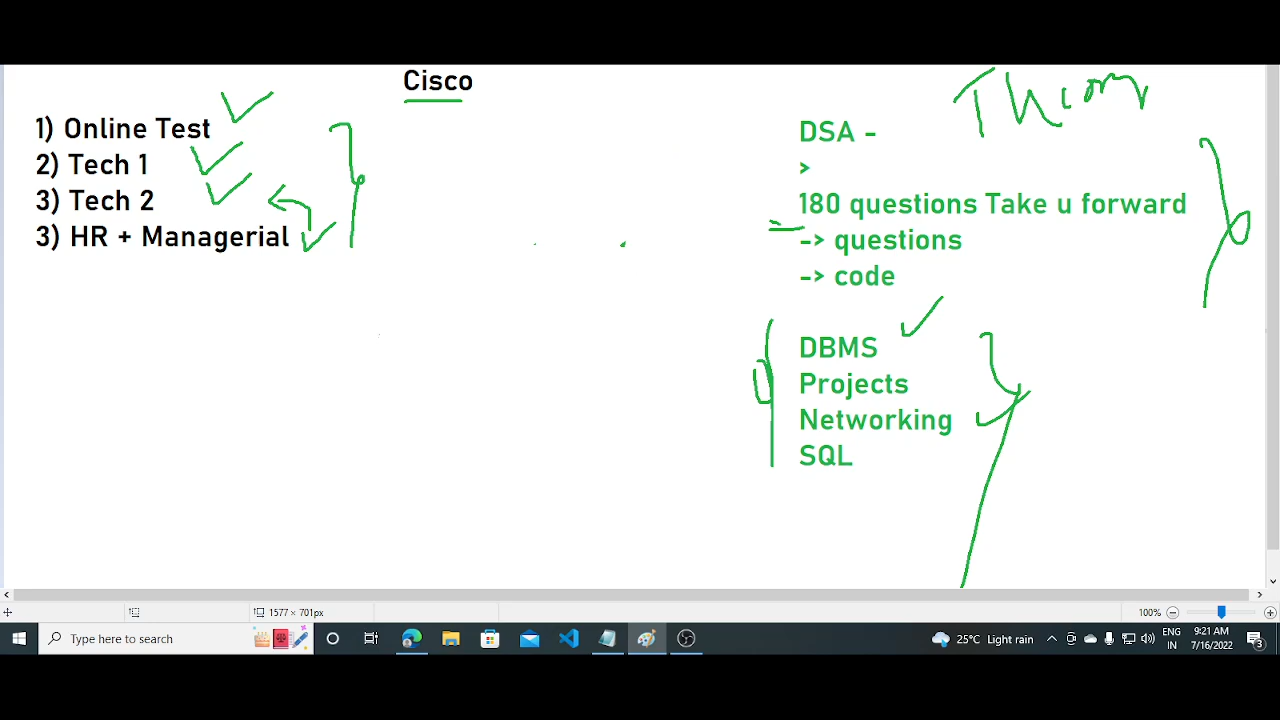 Cisco
1) Online Test
2) Tech 1
3) Tech 2
3) HR + Managerial
Theory
DSA -
>
180 questions Take u forward
-> questions
-> code
DBMS
Projects
Networking
SQL
1577 × 701px
100%
Type here to search
25°C Light rain
ENG
IN
9:21 AM
7/16/2022
3